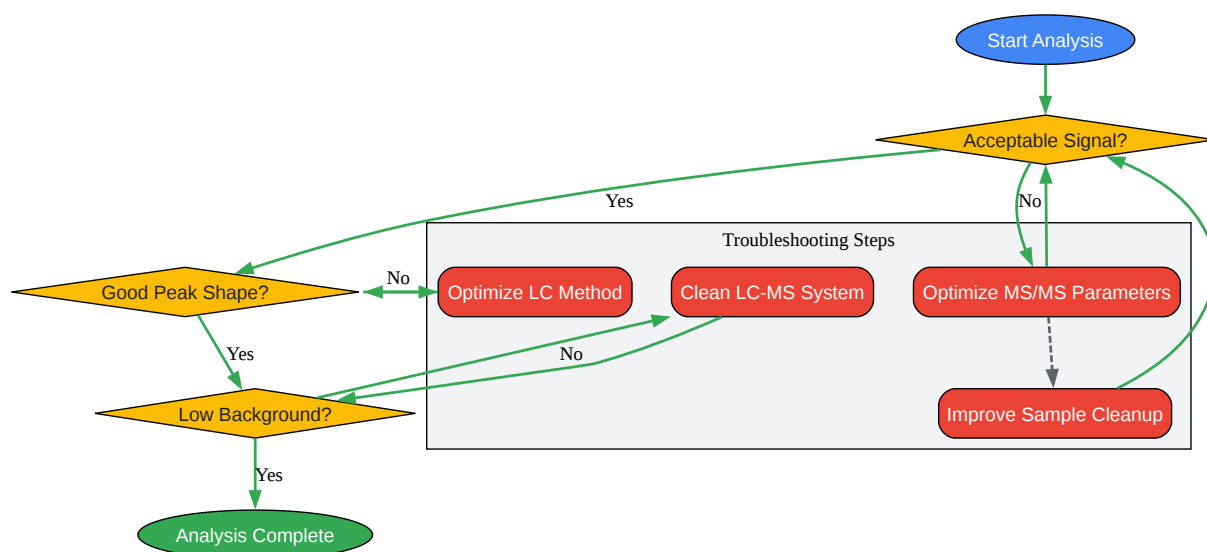 Start Analysis
Acceptable Signal?
Yes
No
Troubleshooting Steps
Good Peak Shape?
No
Optimize LC Method
Clean LC-MS System
Optimize MS/MS Parameters
Yes
No
Low Background?
Improve Sample Cleanup
Yes
Analysis Complete